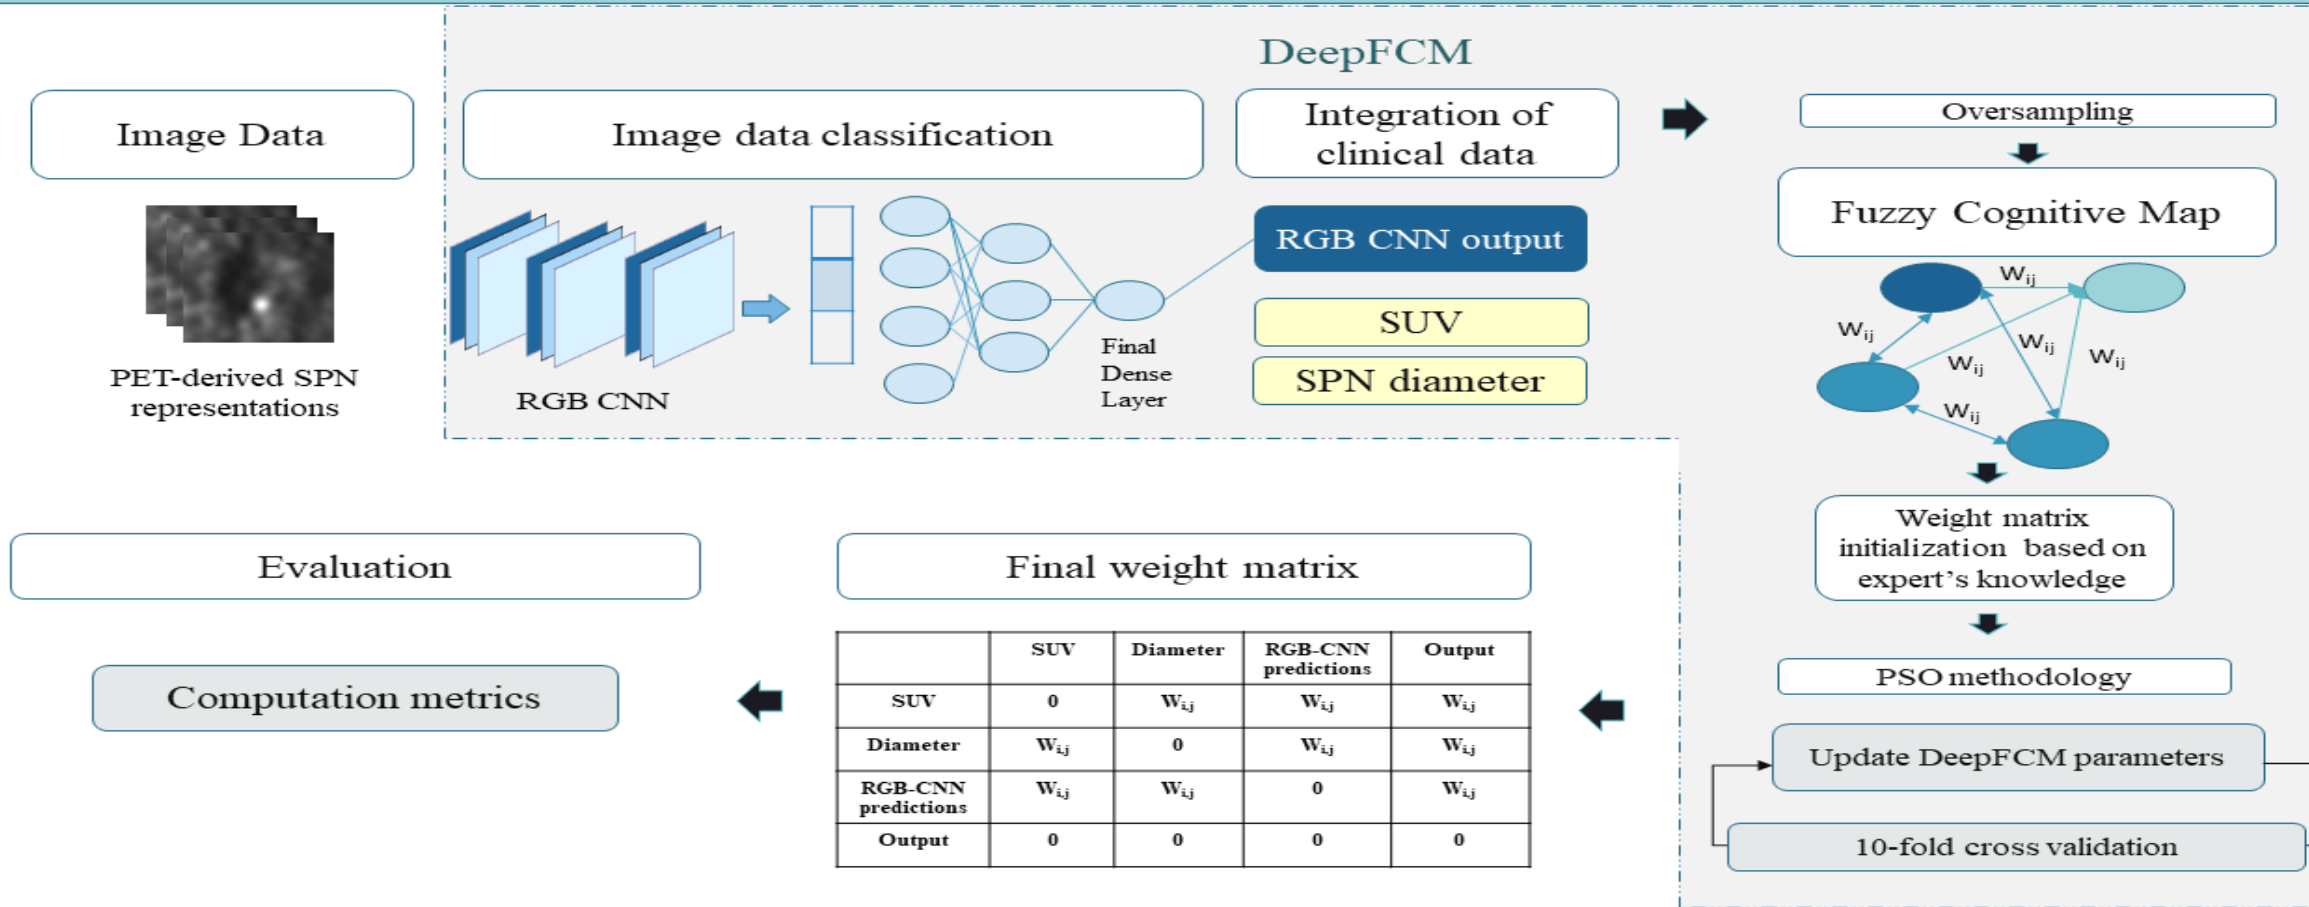 DeepFCM
Image Data
Image data classification
Integration of
clinical data
Oversampling
Fuzzy Cognitive Map
PET-derived SPN
representations
RGB CNN
Final
Dense
Layer
RGB CNN output
SUV
SPN diameter
Wij
Wij
Wij
Wij
Wij
Wij
Weight matrix
initialization based on
expert's knowledge
PSO methodology
Update DeepFCM parameters
10-fold cross validation
Final weight matrix
SUV Diameter RGB-CNN predictions Output
SUV 0 Wi,j Wi,j Wi,j
Diameter Wi,j 0 Wi,j Wi,j
RGB-CNN predictions Wi,j Wi,j 0 Wi,j
Output 0 0 0 0
Evaluation
Computation metrics